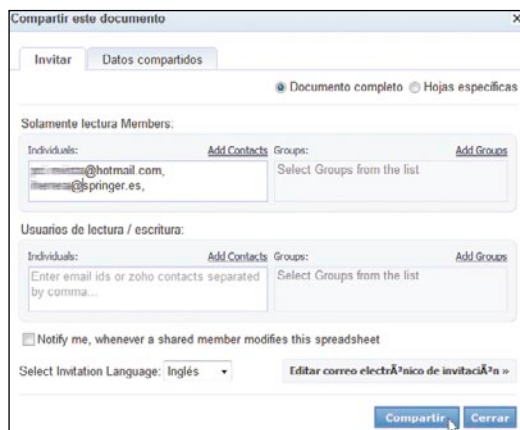 Compartir este documento x
Invitar Datos compartidos
Documento completo Hojas específicas
Solamente lectura Members:
Individuals: Add Contacts Groups: Add Groups
@hotmail.com, Select Groups from the list
@springer.es,
Usuarios de lectura / escritura:
Individuals: Add Contacts Groups: Add Groups
Enter email ids or zoho contacts separated Select Groups from the list
by comma...
Notify me, whenever a shared member modifies this spreadsheet
Select Invitation Language: Inglés Editar correo electrÃ³nico de invitaciÃ³n »
Compartir Cerrar